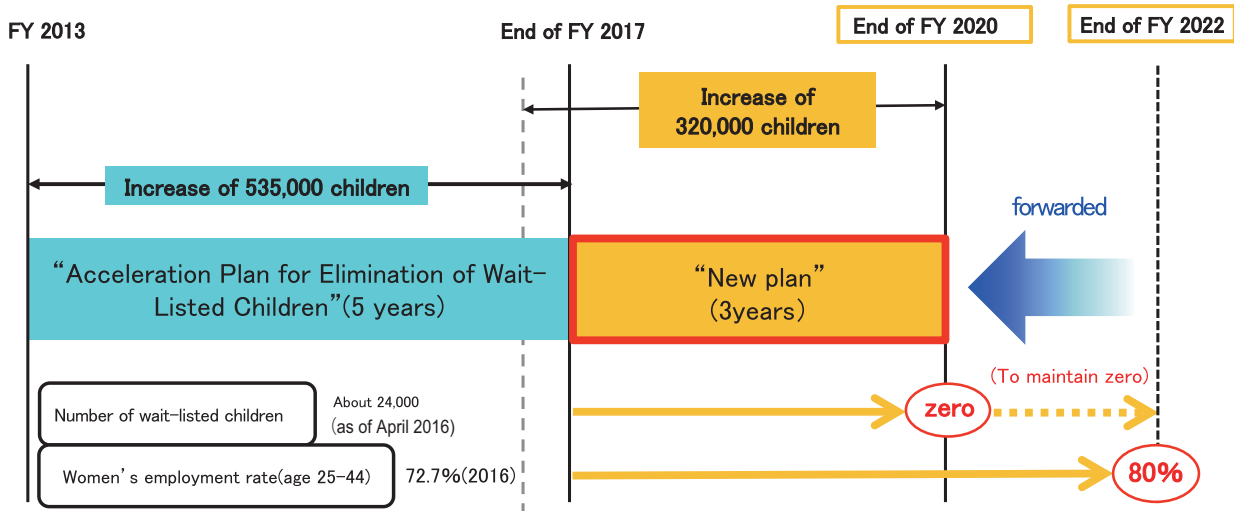 FY 2013
End of FY 2017
End of FY 2020
End of FY 2022
Increase of
320,000 children
Increase of 535,000 children
forwarded
“Acceleration Plan for Elimination of Wait-
Listed Children”(5 years)
“New plan”
(3years)
(To maintain zero)
Number of wait-listed children
About 24,000
(as of April 2016)
zero
Women’s employment rate(age 25-44)
72.7%(2016)
80%